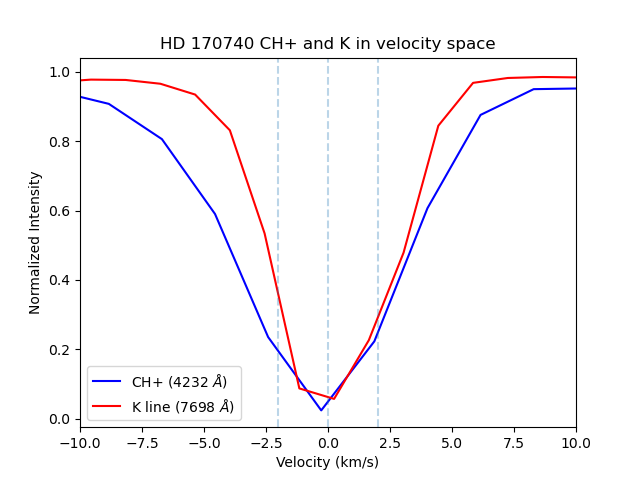 HD 170740 CH+ and K in velocity space
1.0
0.8
0.6
0.4
0.2
0.0
Normalized Intensity
CH+ (4232 Å)
K line (7698 Å)
−10.0 −7.5 −5.0 −2.5 0.0 2.5 5.0 7.5 10.0
Velocity (km/s)